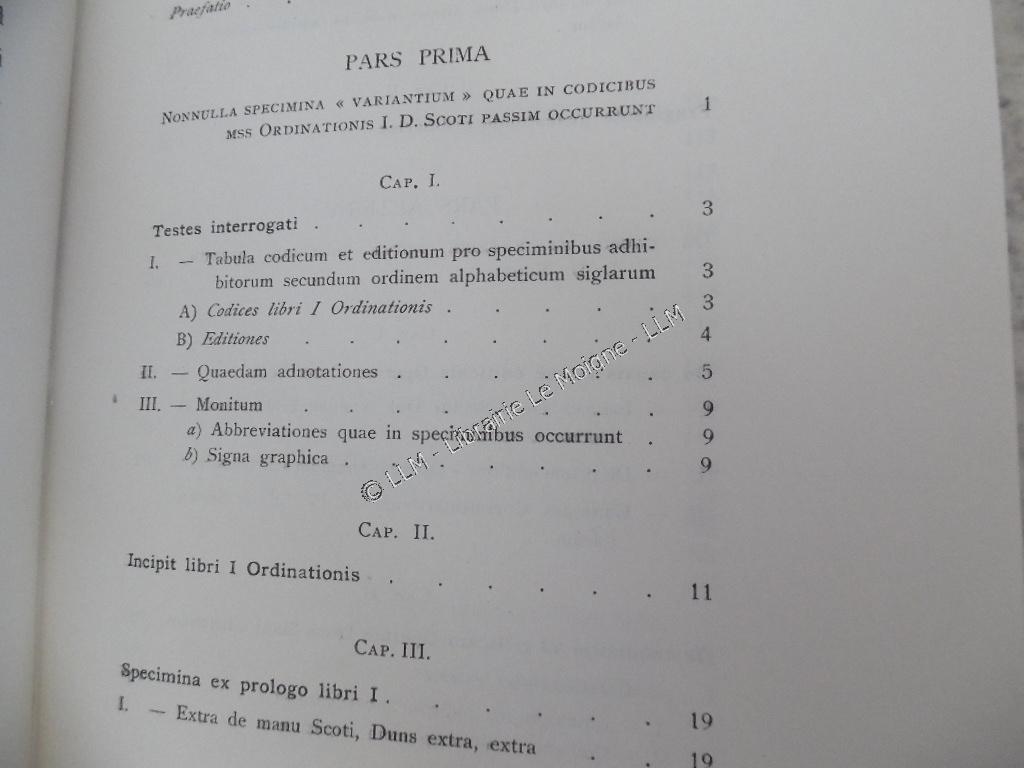 Praefatio .
PARS PRIMA
NONNULLA SPECIMINA « VARIANTIUM » QUAE IN CODICIBUS
MSS ORDINATIONIS I. D. SCOTI PASSIM OCCURRUNT 1
CAP. I.
Testes interrogati . . . . . . . 3
I. — Tabula codicum et editionum pro speciminibus adhi-
bitorum secundum ordinem alphabeticum siglarum 3
A) Codices libri I Ordinationis . . . . . 3
B) Editiones . . . . . . . . 4
II. — Quaedam adnotationes . . . . . . 5
III. — Monitum . . . . . . . . 9
a) Abbreviationes quae in speciminibus occurrunt . 9
b) Signa graphica . . . . . . . 9
© LLM - Librairie Le Moigne - LLM
CAP. II.
Incipit libri I Ordinationis . . . . . . 11
CAP. III.
Specimina ex prologo libri I . . . . . . 19
I. — Extra de manu Scoti, Duns extra, extra . . 19